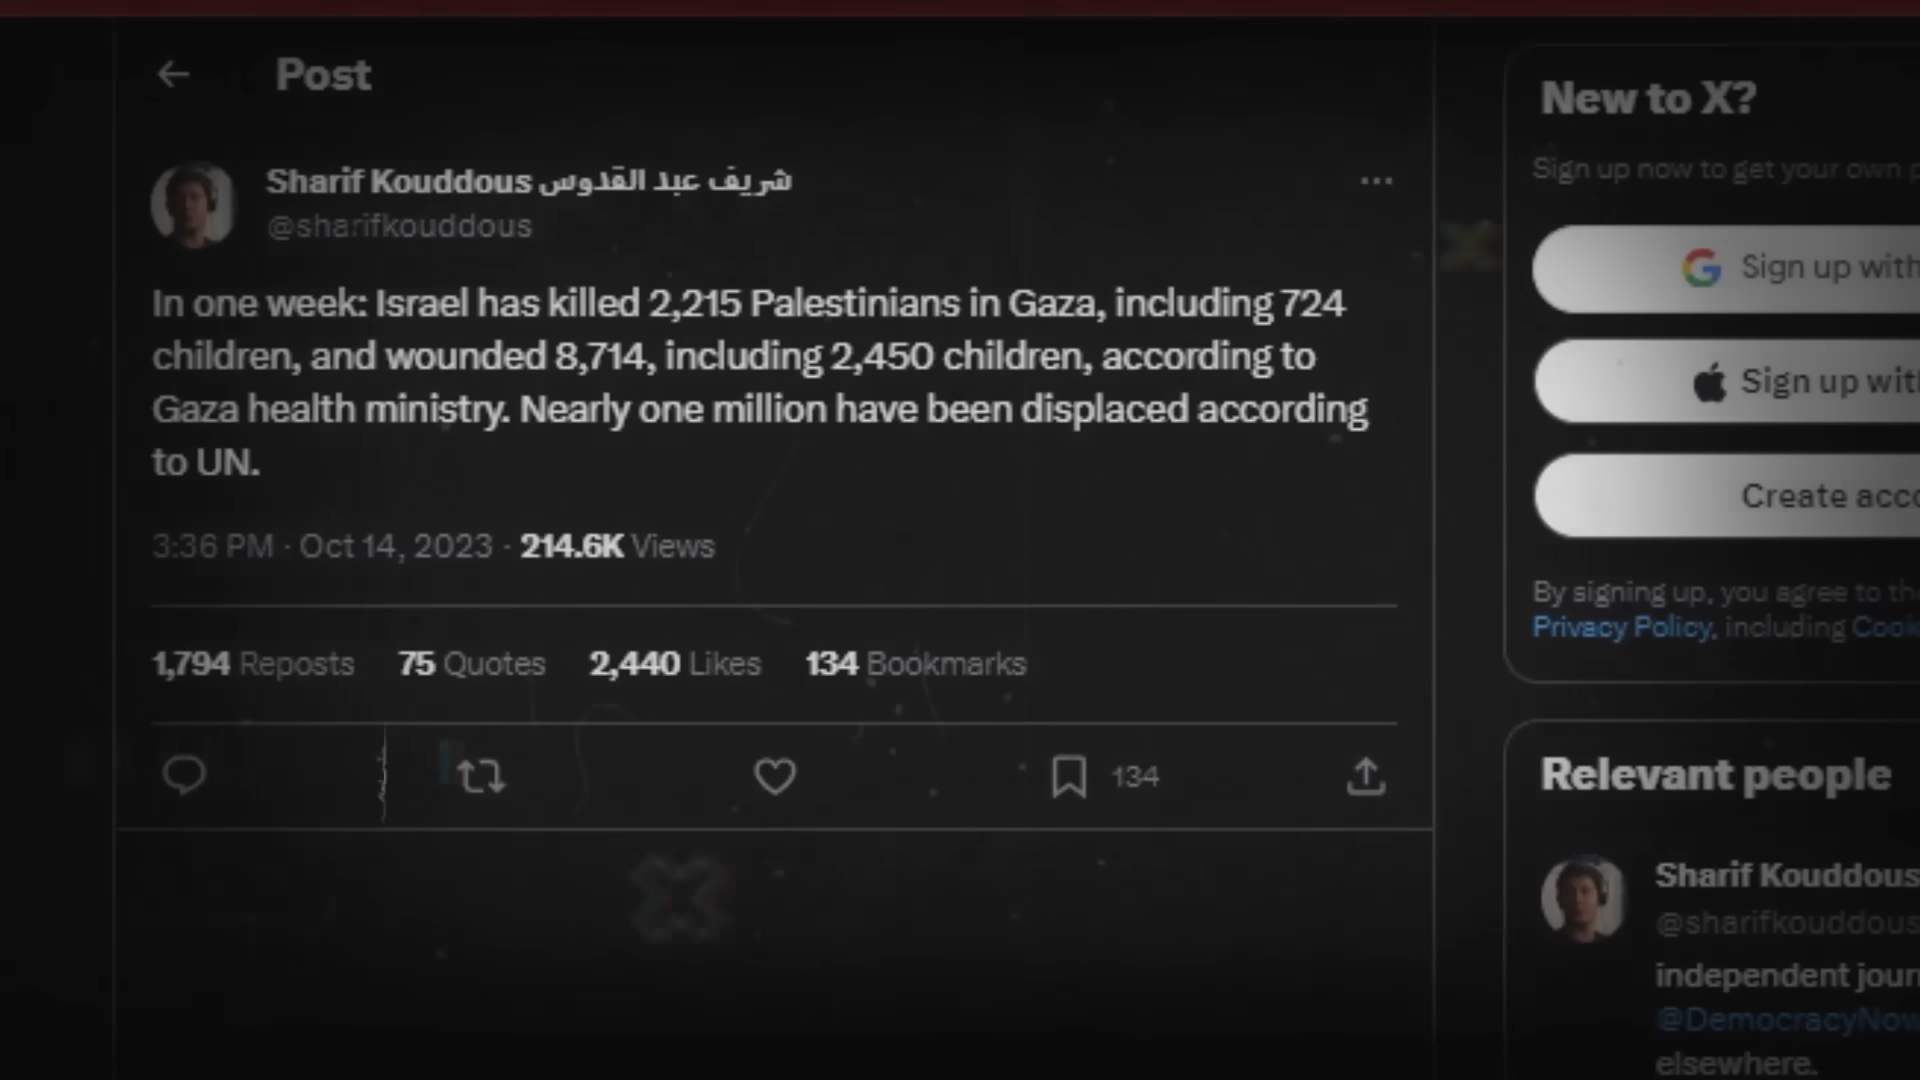 Post
Sharif Kouddous شريف عبد القدوس
@sharifkouddous
In one week: Israel has killed 2,215 Palestinians in Gaza, including 724
children, and wounded 8,714, including 2,450 children, according to
Gaza health ministry. Nearly one million have been displaced according
to UN.
3:36 PM · Oct 14, 2023 · 214.6K Views
1,794 Reposts 75 Quotes 2,440 Likes 134 Bookmarks
134
New to X?
Sign up now to get your own
Sign up with
Sign up
Create
By signing up, you agree to
Privacy Policy, including
Relevant people
Sharif Kouddous
@sharifkouddous
independent
@DemocracyNow
elsewhere.